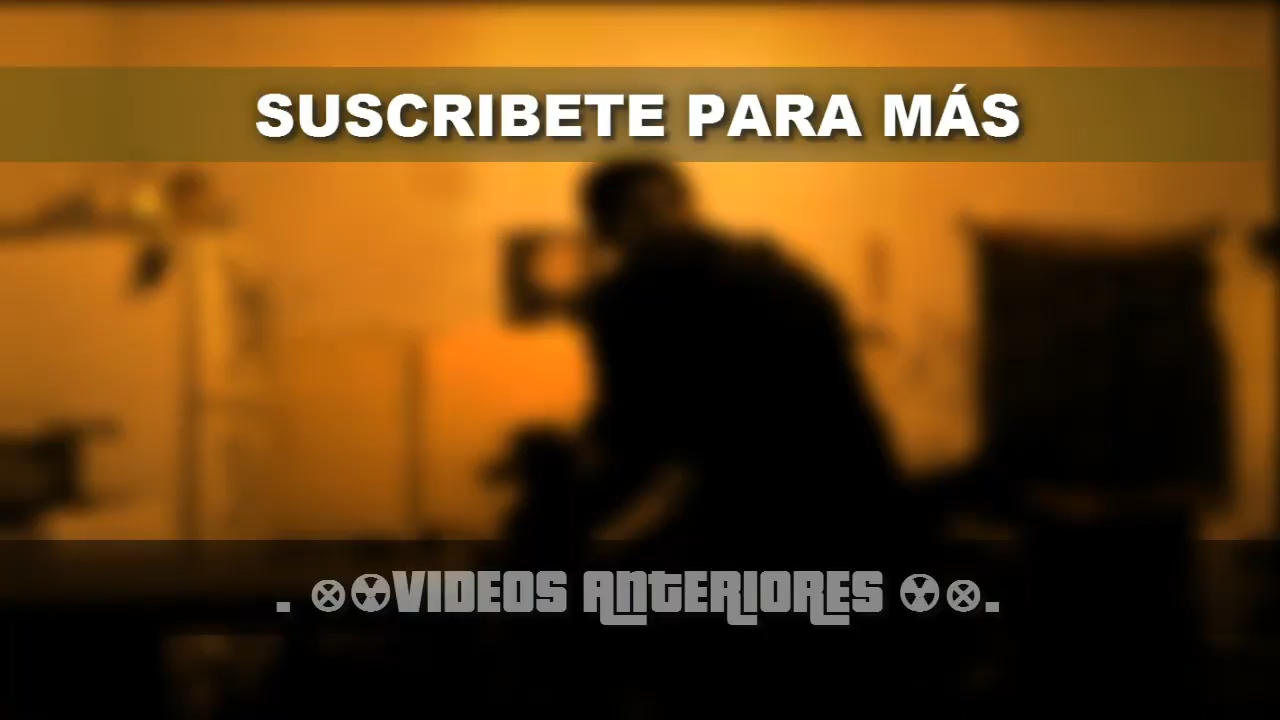 SUSCRIBETE PARA MÁS
. ⊗☢VIDEOS ANTERIORES ☢⊗.